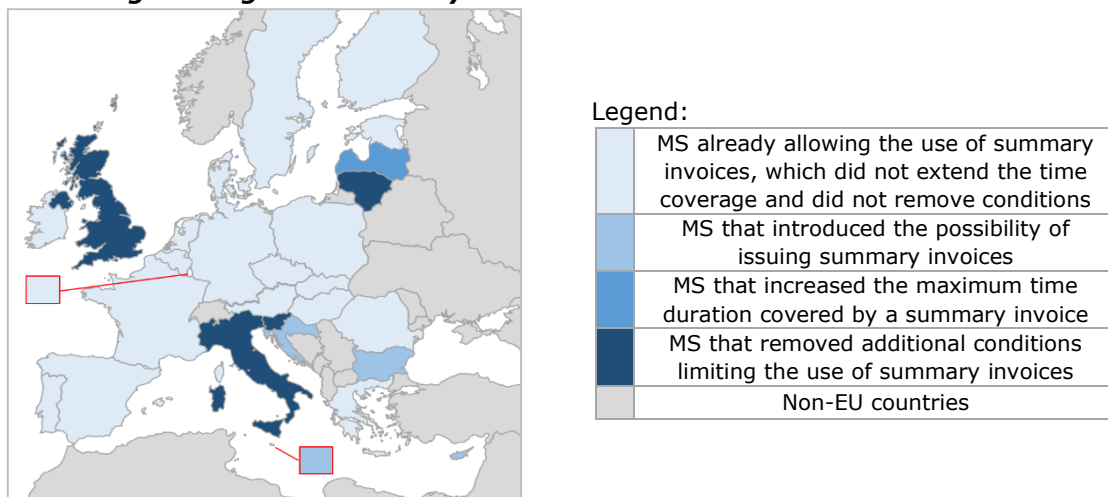 Legend:
MS already allowing the use of summary
invoices, which did not extend the time
coverage and did not remove conditions
MS that introduced the possibility of
issuing summary invoices
MS that increased the maximum time
duration covered by a summary invoice
MS that removed additional conditions
limiting the use of summary invoices
Non-EU countries